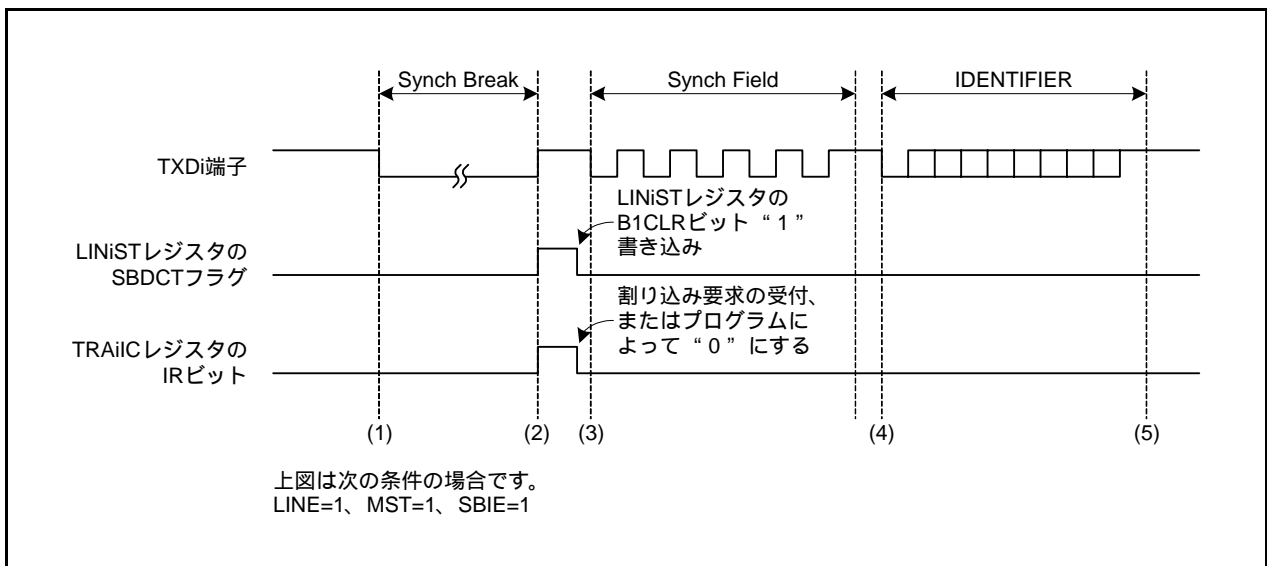 Synch Break
Synch Field
IDENTIFIER
TXDi端子
LINiSTレジスタの
B1CLRビット “ 1 ”
書き込み
LINiSTレジスタの
SBDCTフラグ
割り込み要求の受付、
またはプログラムに
よって “ 0 ” にする
TRAiICレジスタの
IRビット
(1)
(2)
(3)
(4)
(5)
上図は次の条件の場合です。
LINE=1、MST=1、SBIE=1